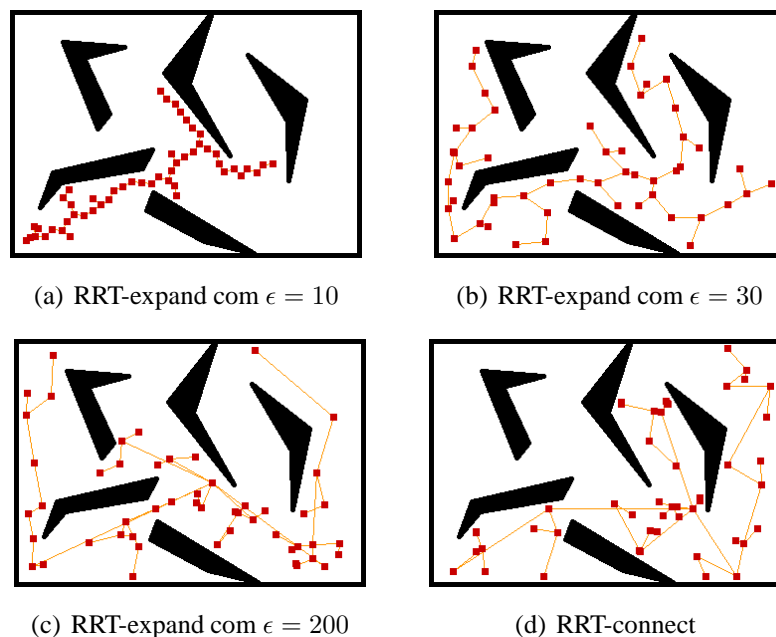 (a) RRT-expand com ϵ = 10
(b) RRT-expand com ϵ = 30
(c) RRT-expand com ϵ = 200
(d) RRT-connect